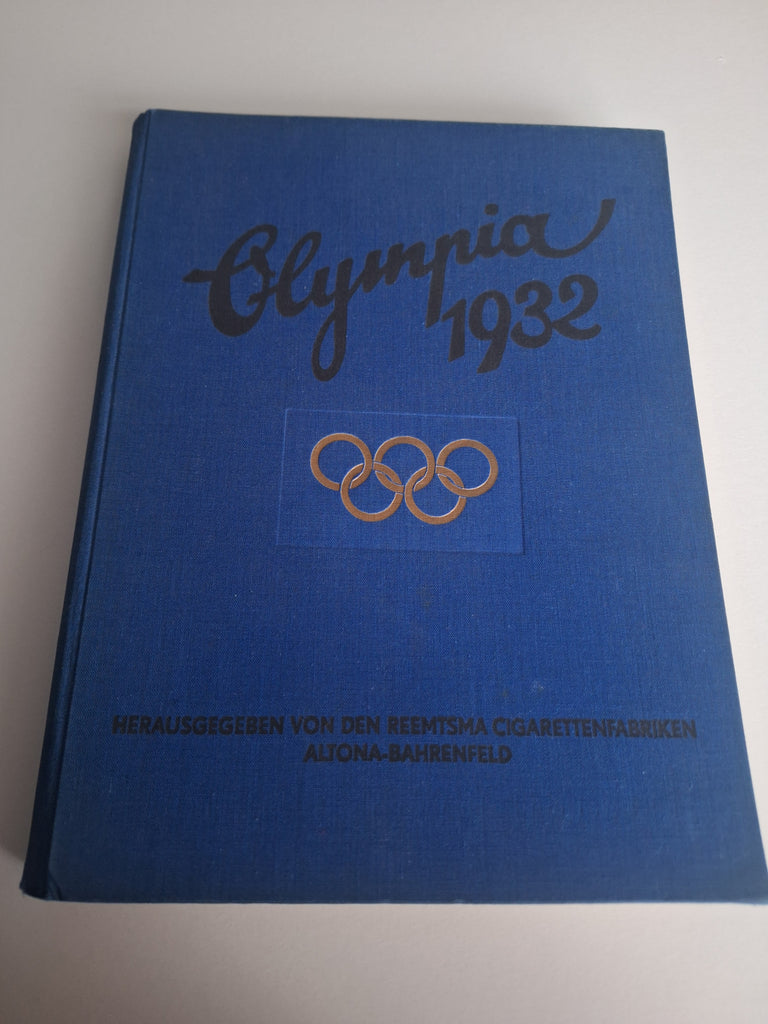 Olympia
1932
HERAUSGEGEBEN VON DEN REEMTSMA CIGARETTENFABRIKEN
ALTONA-BAHRENFELD